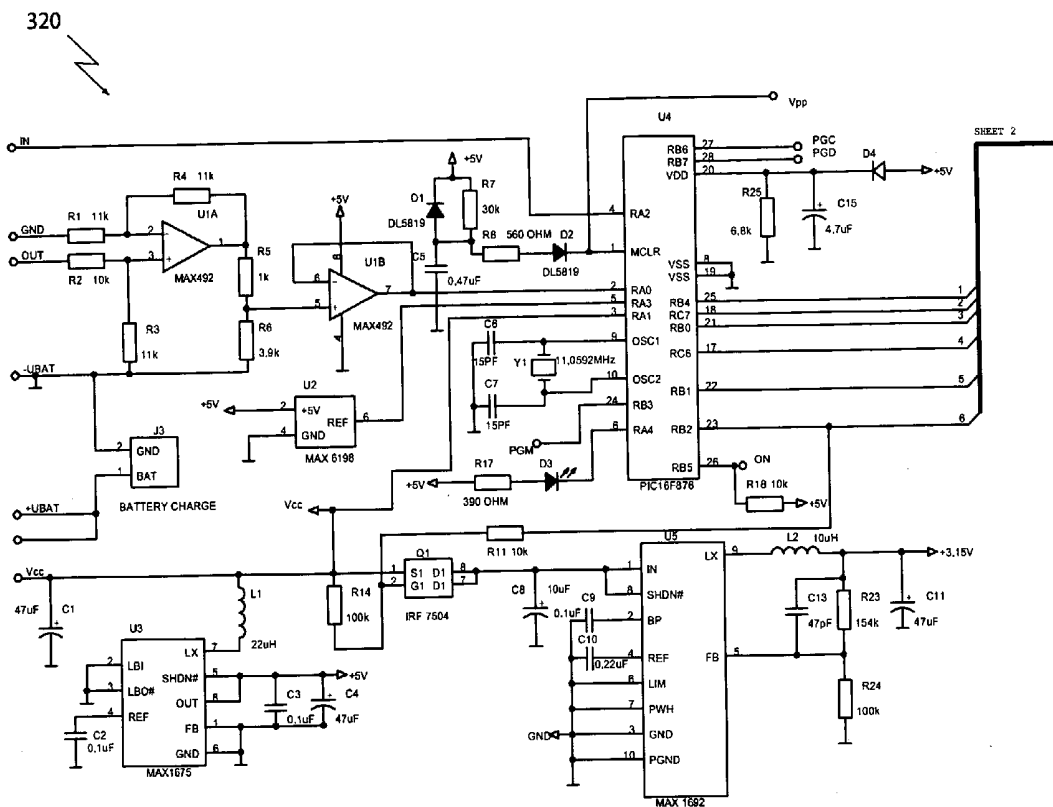 320
SHEET 2
IN
GND
OUT
R1 11k
R2 10k
R4 11k
U1A
2
3
1
MAX492
R3
11k
R5
1k
R6
3.9k
+5V
U1B
6
5
7
8
4
MAX492
-UBAT
J3
2
GND
1
BAT
BATTERY CHARGE
+UBAT
U2
+5V
2
+5V
REF
6
4
GND
MAX 6198
+5V
D1
DL5819
R7
30k
R8
560 OHM
D2
DL5819
C5
0,47uF
Vpp
U4
4
RA2
1
MCLR
2
RA0
5
RA3
3
RA1
9
OSC1
10
OSC2
24
RB3
6
RA4
RB6
27
PGC
RB7
28
PGD
VDD
20
VSS
8
VSS
19
RB4
25
RC7
18
RB0
21
RC6
17
RB1
22
RB2
23
RB5
26
PIC16F876
1
2
3
4
5
6
D4
+5V
R25
6,8k
C15
4,7uF
C6
15PF
C7
15PF
Y1
11,0592MHz
PGM
+5V
R17
390 OHM
D3
ON
R18 10k
+5V
Vcc
R11 10k
Vcc
47uF
C1
L1
22uH
R14
100k
Q1
1
S1
D1
8
2
G1
D1
7
IRF 7504
C8
10uF
0.1uF
C9
C10
0,22uF
U3
LX
7
2
LBI
SHDN#
5
3
LBO#
OUT
8
4
REF
FB
1
GND
6
MAX1675
C2
0,1uF
+5V
C3
0,1uF
C4
47uF
U5
1
IN
LX
9
8
SHDN#
2
BP
4
REF
FB
5
6
LIM
7
PWH
3
GND
10
PGND
MAX 1692
GND
L2
10uH
+3,15V
C13
47pF
R23
154k
C11
47uF
R24
100k